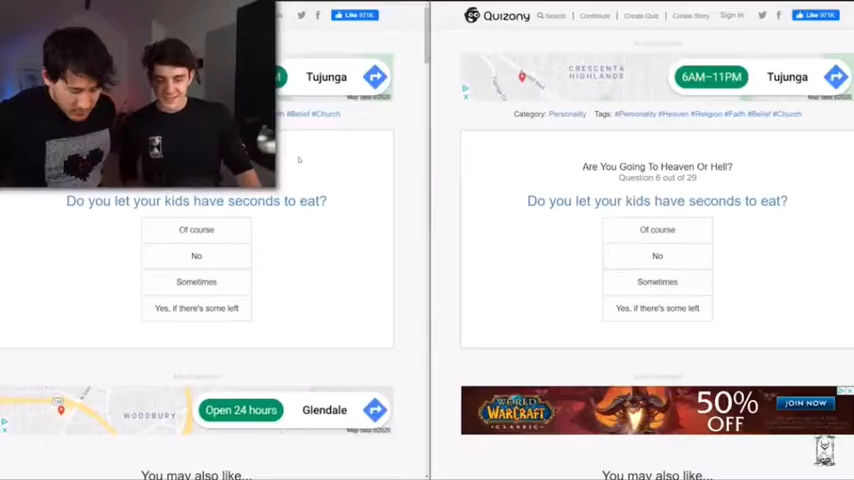 Like 971K
Quizony
Search
Contribute
Create Quiz
Create Story
Sign in
Like 971K
Tujunga
Map data ©2020
CRESCENTA
HIGHLANDS
6AM–11PM
Tujunga
Map data ©2020
#Belief #Church
Category: Personality Tags: #Personality #Heaven #Religion #Faith #Belief #Church
Are You Going To Heaven Or Hell?
Question 6 out of 29
Do you let your kids have seconds to eat?
Of course
No
Sometimes
Yes, if there's some left
Do you let your kids have seconds to eat?
Of course
No
Sometimes
Yes, if there's some left
Advertisement
WOODBURY
Open 24 hours
Glendale
Map data ©2020
Advertisement
WORLD
WARCRAFT
CLASSIC
50%
OFF
JOIN NOW
You may also like...
You may also like...